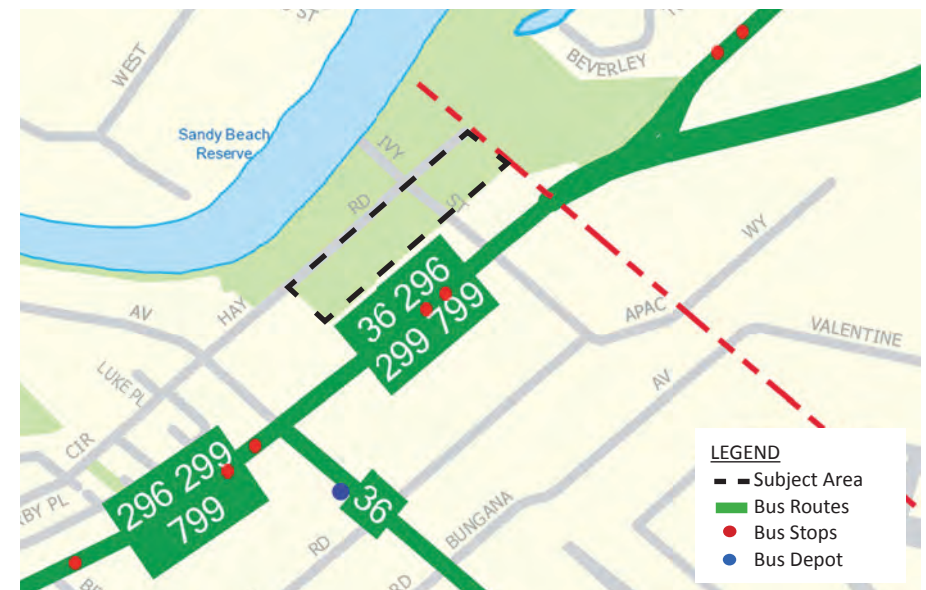 ST
WEST
BEVERLEY
Sandy Beach
Reserve
IVY
RD
ST
WY
36 296
299 799
APAC
HAY
AV
VALENTINE
LUKE PL
AV
CIR
296 299
799
36
BY PL
BUNGANA
RD
RD
LEGEND
Subject Area
Bus Routes
Bus Stops
Bus Depot